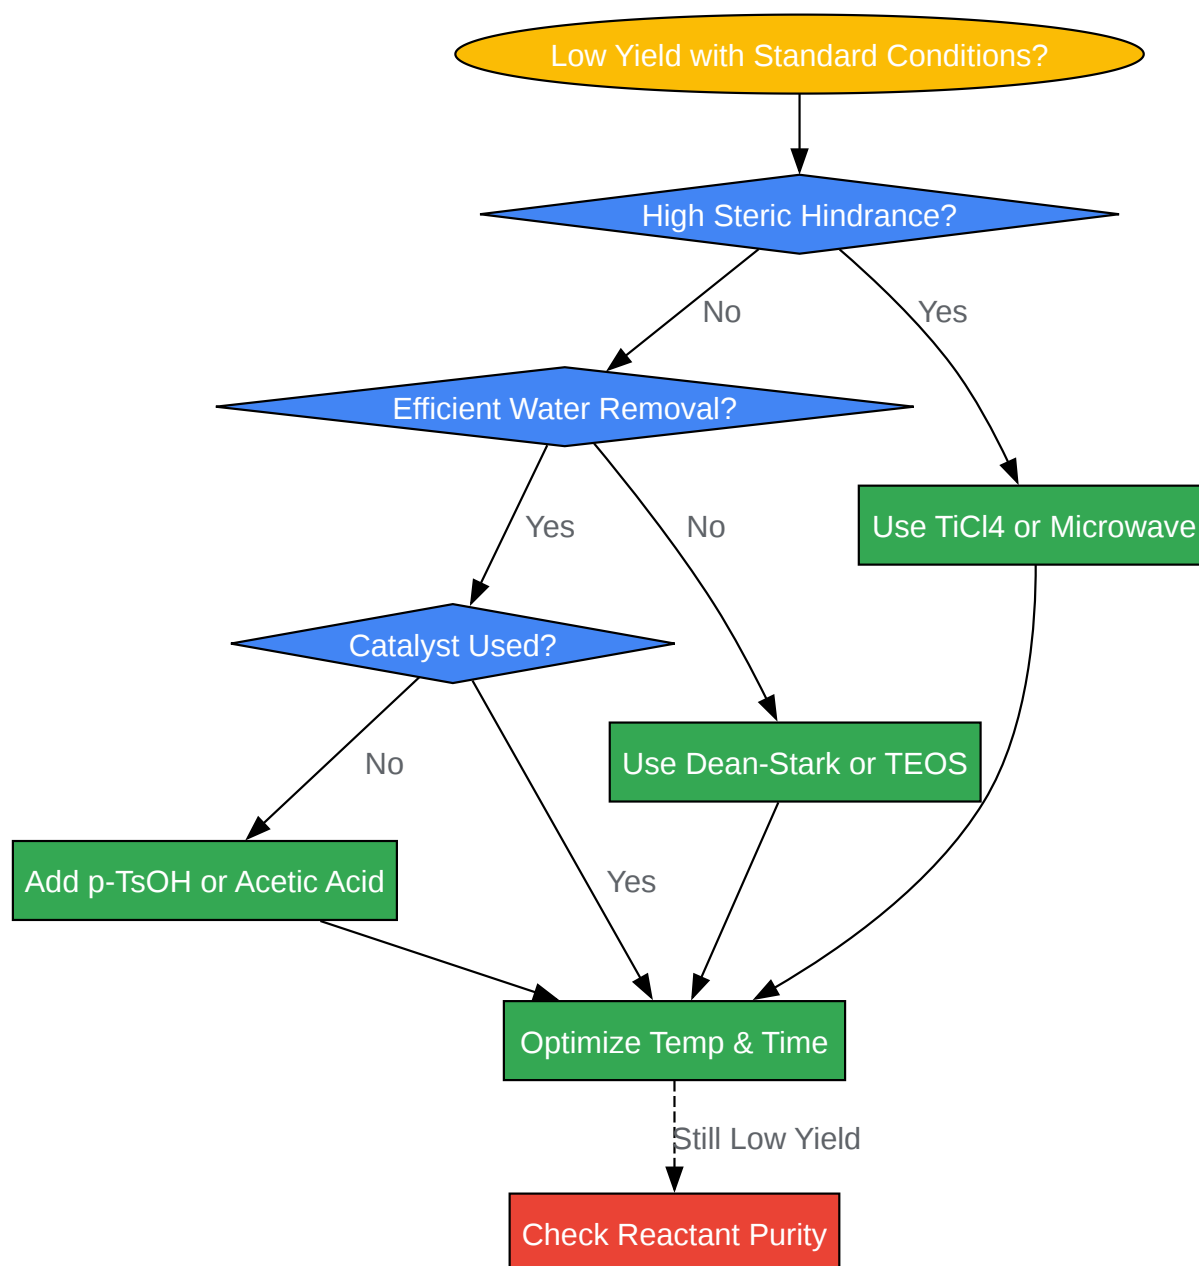 Low Yield with Standard Conditions?
High Steric Hindrance?
No
Yes
Efficient Water Removal?
Yes
No
Use TiCl4 or Microwave
Catalyst Used?
No
Use Dean-Stark or TEOS
Add p-TsOH or Acetic Acid
Yes
Optimize Temp & Time
Still Low Yield
Check Reactant Purity